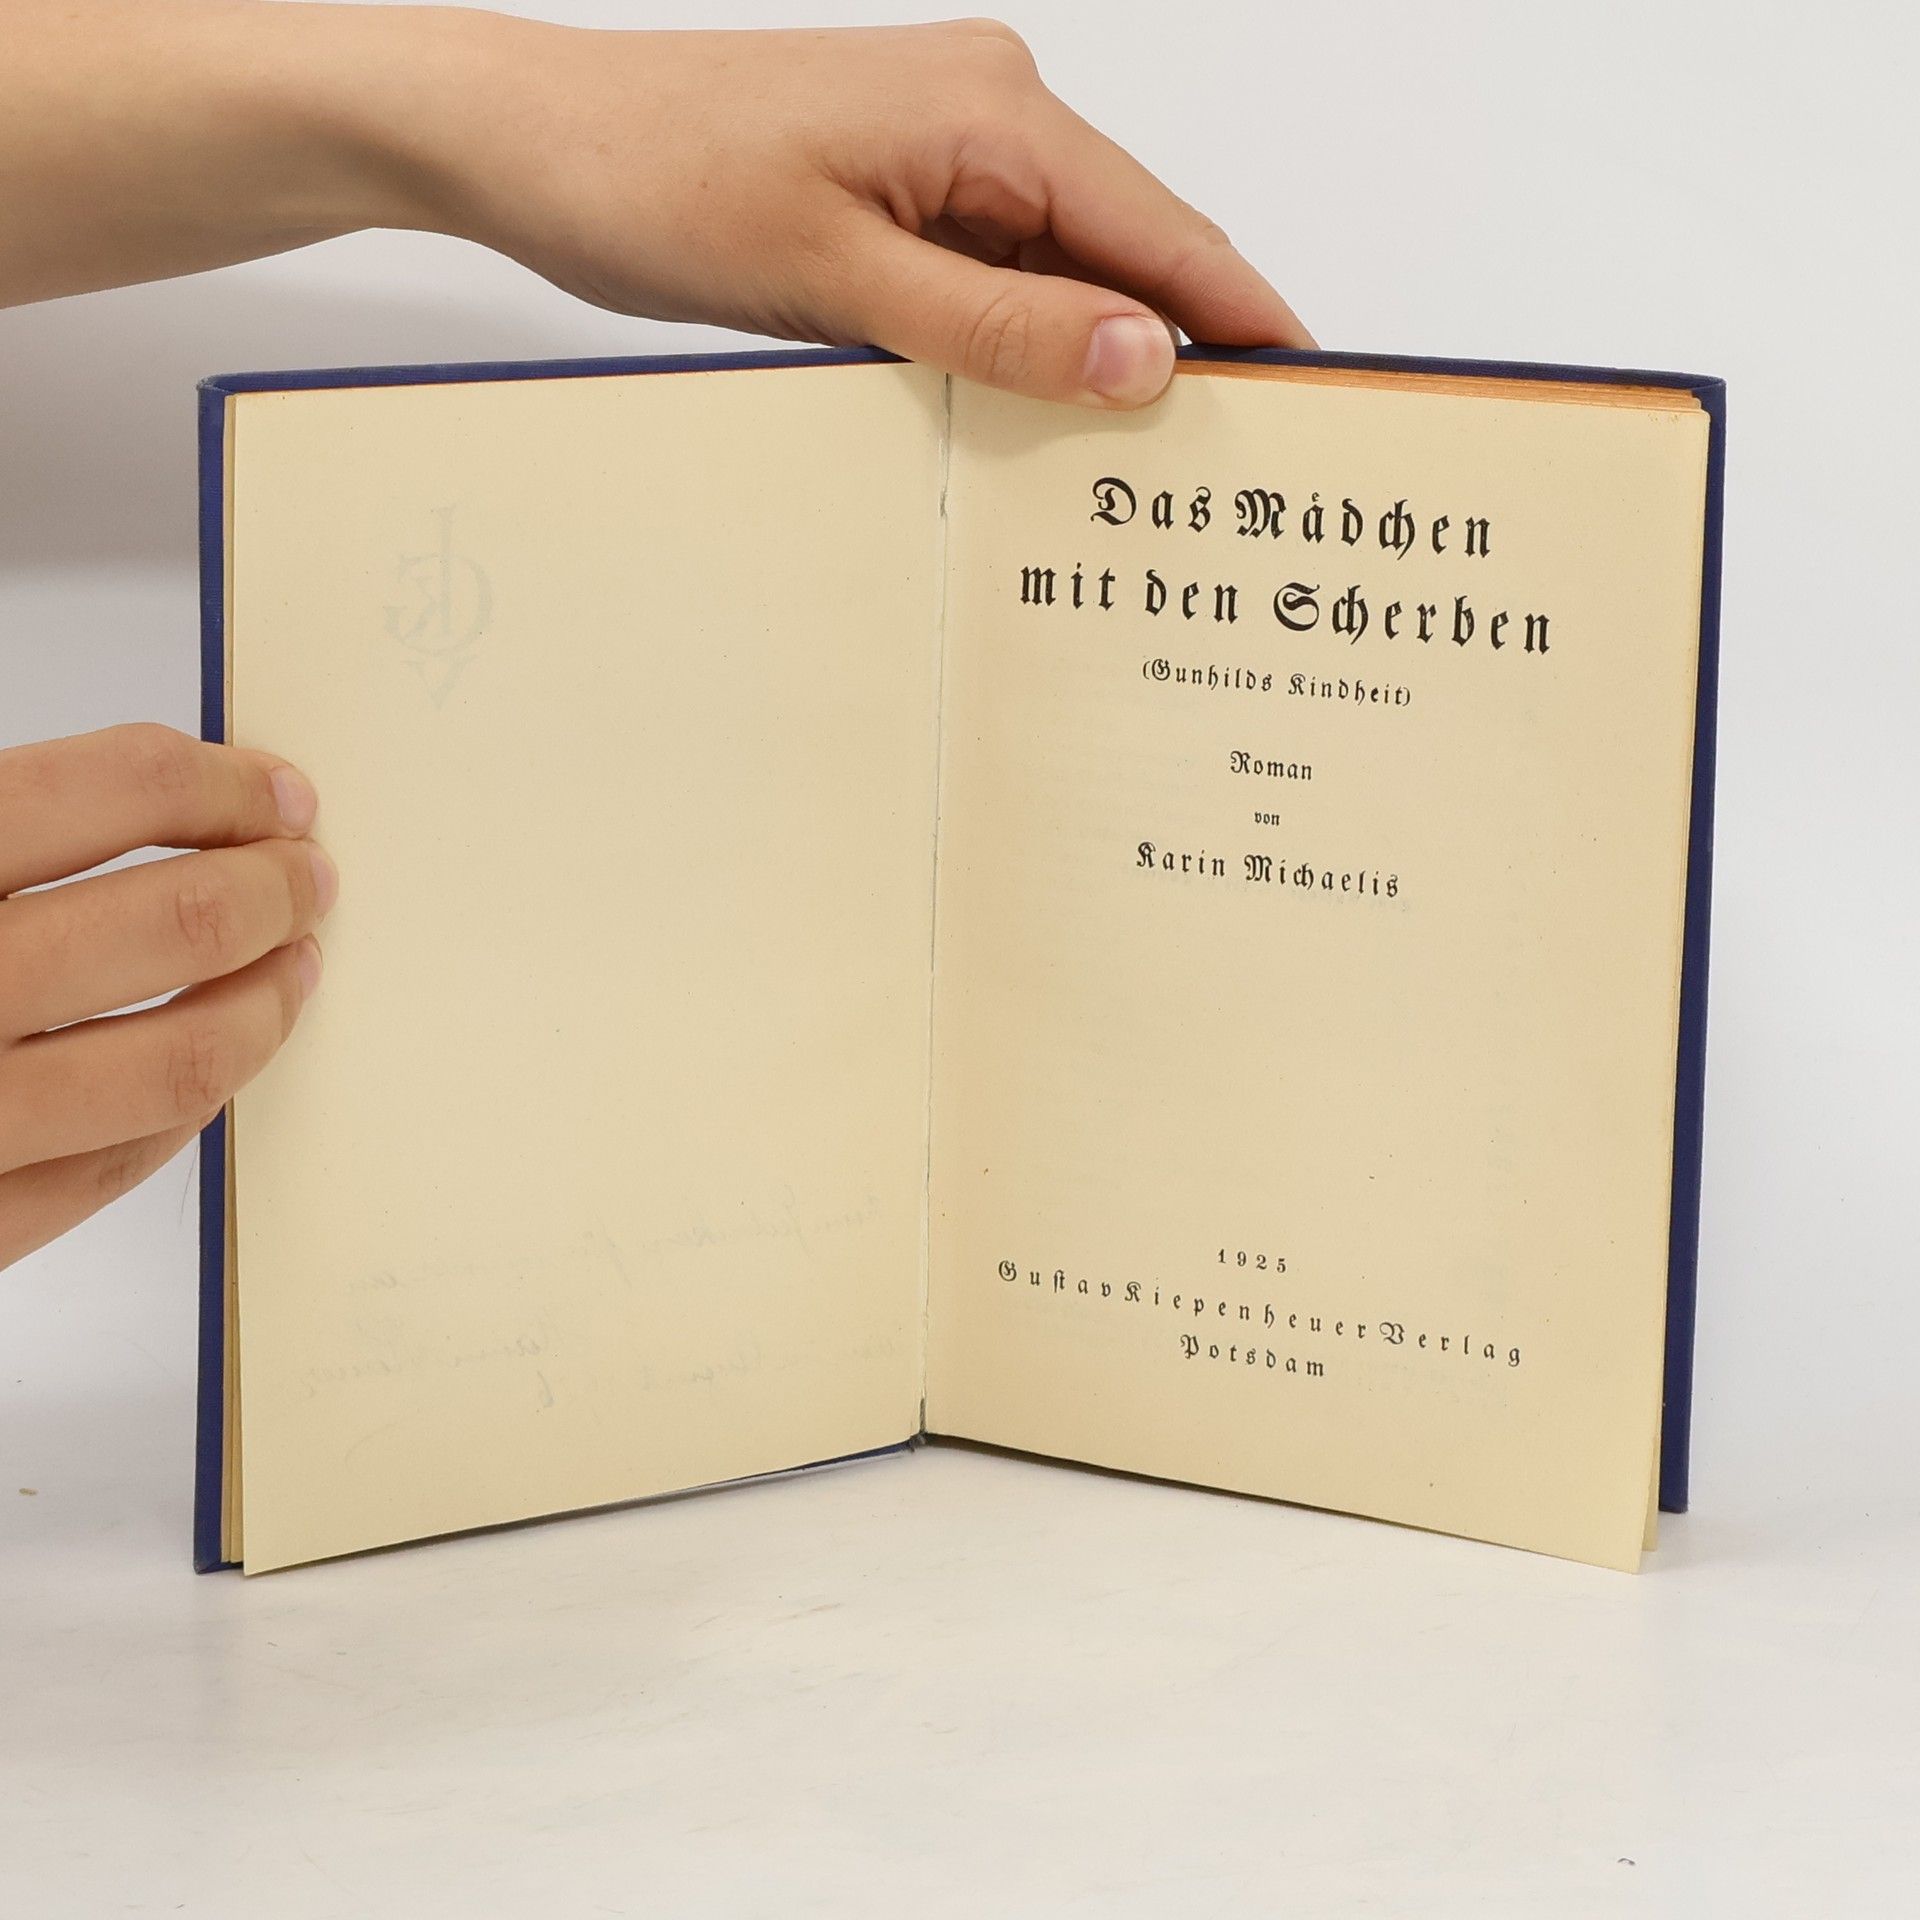 Das Mädchen
mit den Scherben
(Gunhilds Kindheit)
Roman
von
Karin Michaelis
1925
Gustav Kiepenheuer Verlag
Potsdam